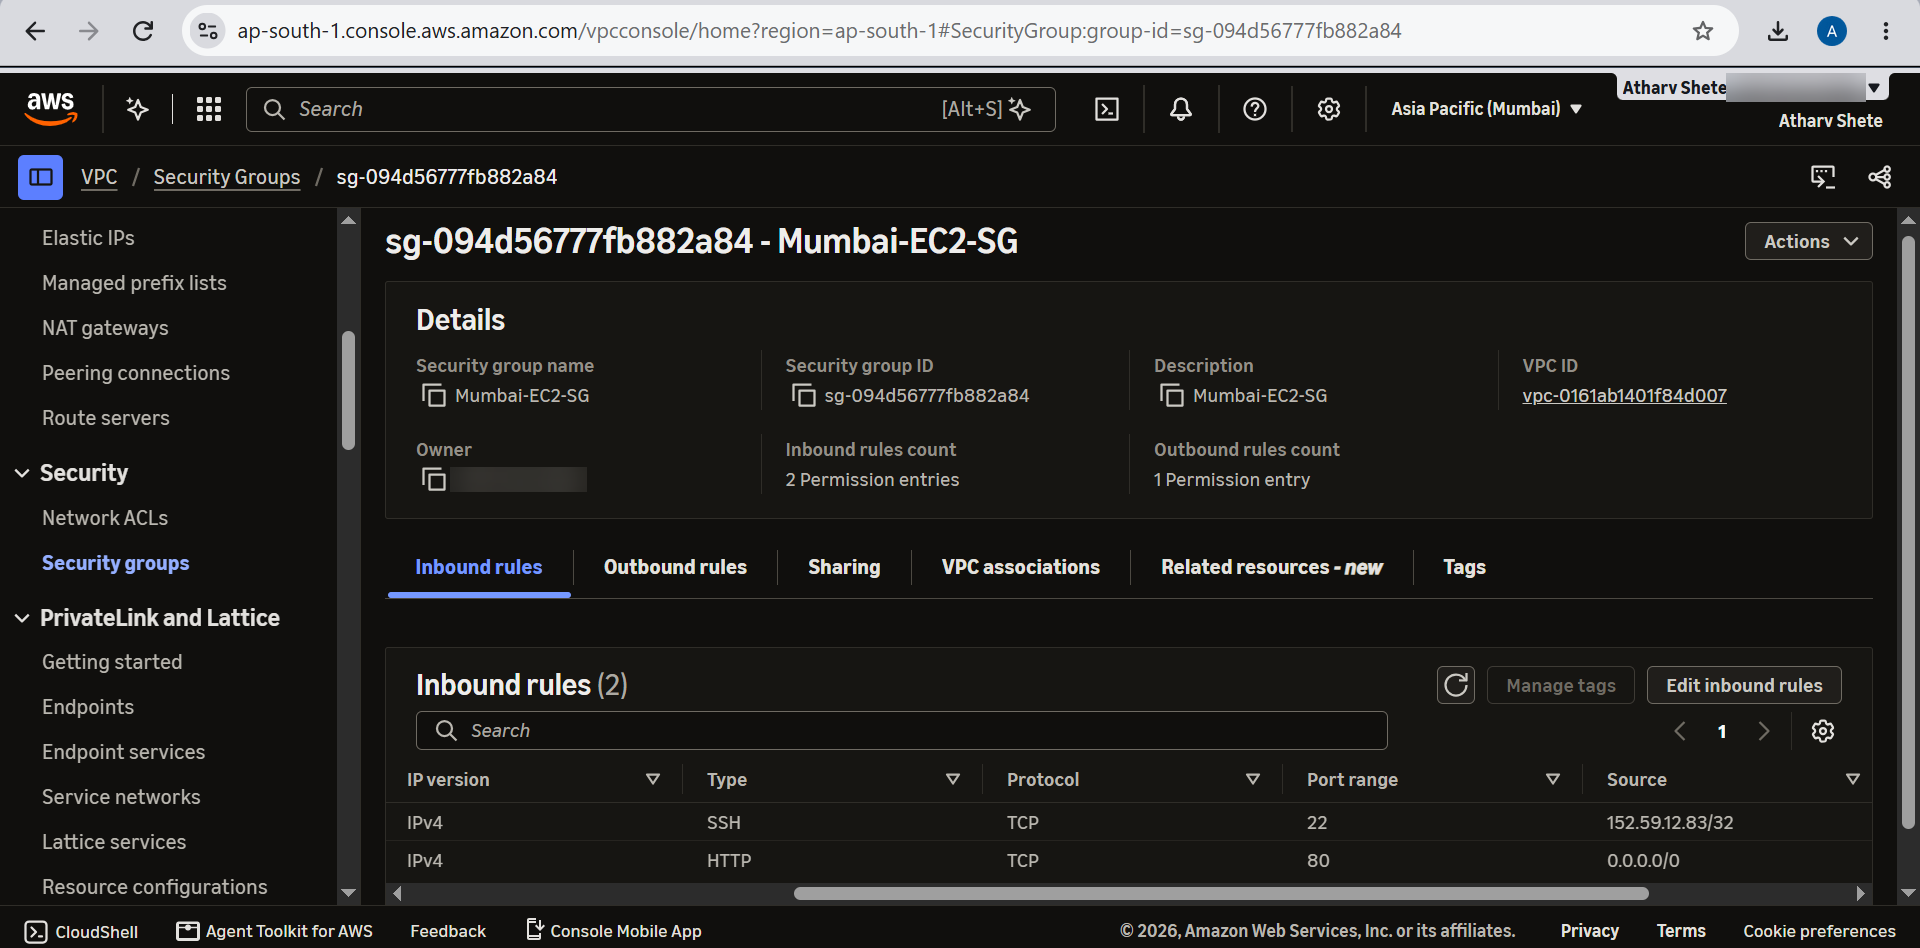 ap-south-1.console.aws.amazon.com/vpcconsole/home?region=ap-south-1#SecurityGroup:group-id=sg-094d56777fb882a84
A
aws
Search
[Alt+S]
Asia Pacific (Mumbai)
Atharv Shete
Atharv Shete
VPC / Security Groups / sg-094d56777fb882a84
Elastic IPs
Managed prefix lists
NAT gateways
Peering connections
Route servers
Security
Network ACLs
Security groups
PrivateLink and Lattice
Getting started
Endpoints
Endpoint services
Service networks
Lattice services
Resource configurations
sg-094d56777fb882a84 - Mumbai-EC2-SG
Actions
Details
Security group name
Mumbai-EC2-SG
Security group ID
sg-094d56777fb882a84
Description
Mumbai-EC2-SG
VPC ID
vpc-0161ab1401f84d007
Owner
Inbound rules count
2 Permission entries
Outbound rules count
1 Permission entry
Inbound rules
Outbound rules
Sharing
VPC associations
Related resources - new
Tags
Inbound rules (2)
Manage tags
Edit inbound rules
Search
1
IP version Type Protocol Port range Source
IPv4 SSH TCP 22 152.59.12.83/32
IPv4 HTTP TCP 80 0.0.0.0/0
CloudShell
Agent Toolkit for AWS
Feedback
Console Mobile App
© 2026, Amazon Web Services, Inc. or its affiliates.
Privacy
Terms
Cookie preferences